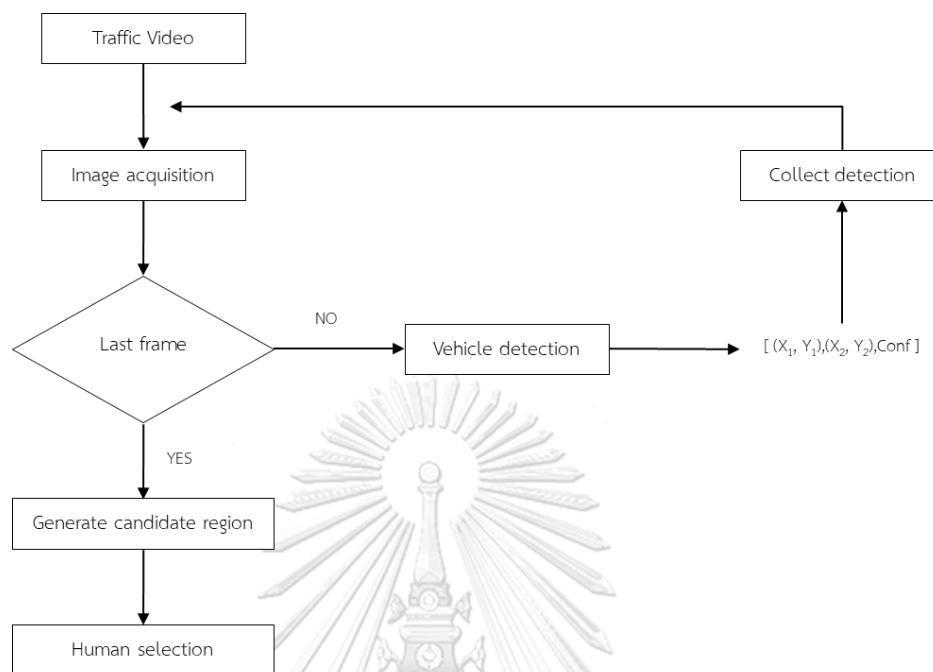 Traffic Video
Image acquisition
Collect detection
Last frame
NO
Vehicle detection
[ (X₁, Y₁),(X₂, Y₂),Conf ]
YES
Generate candidate region
Human selection